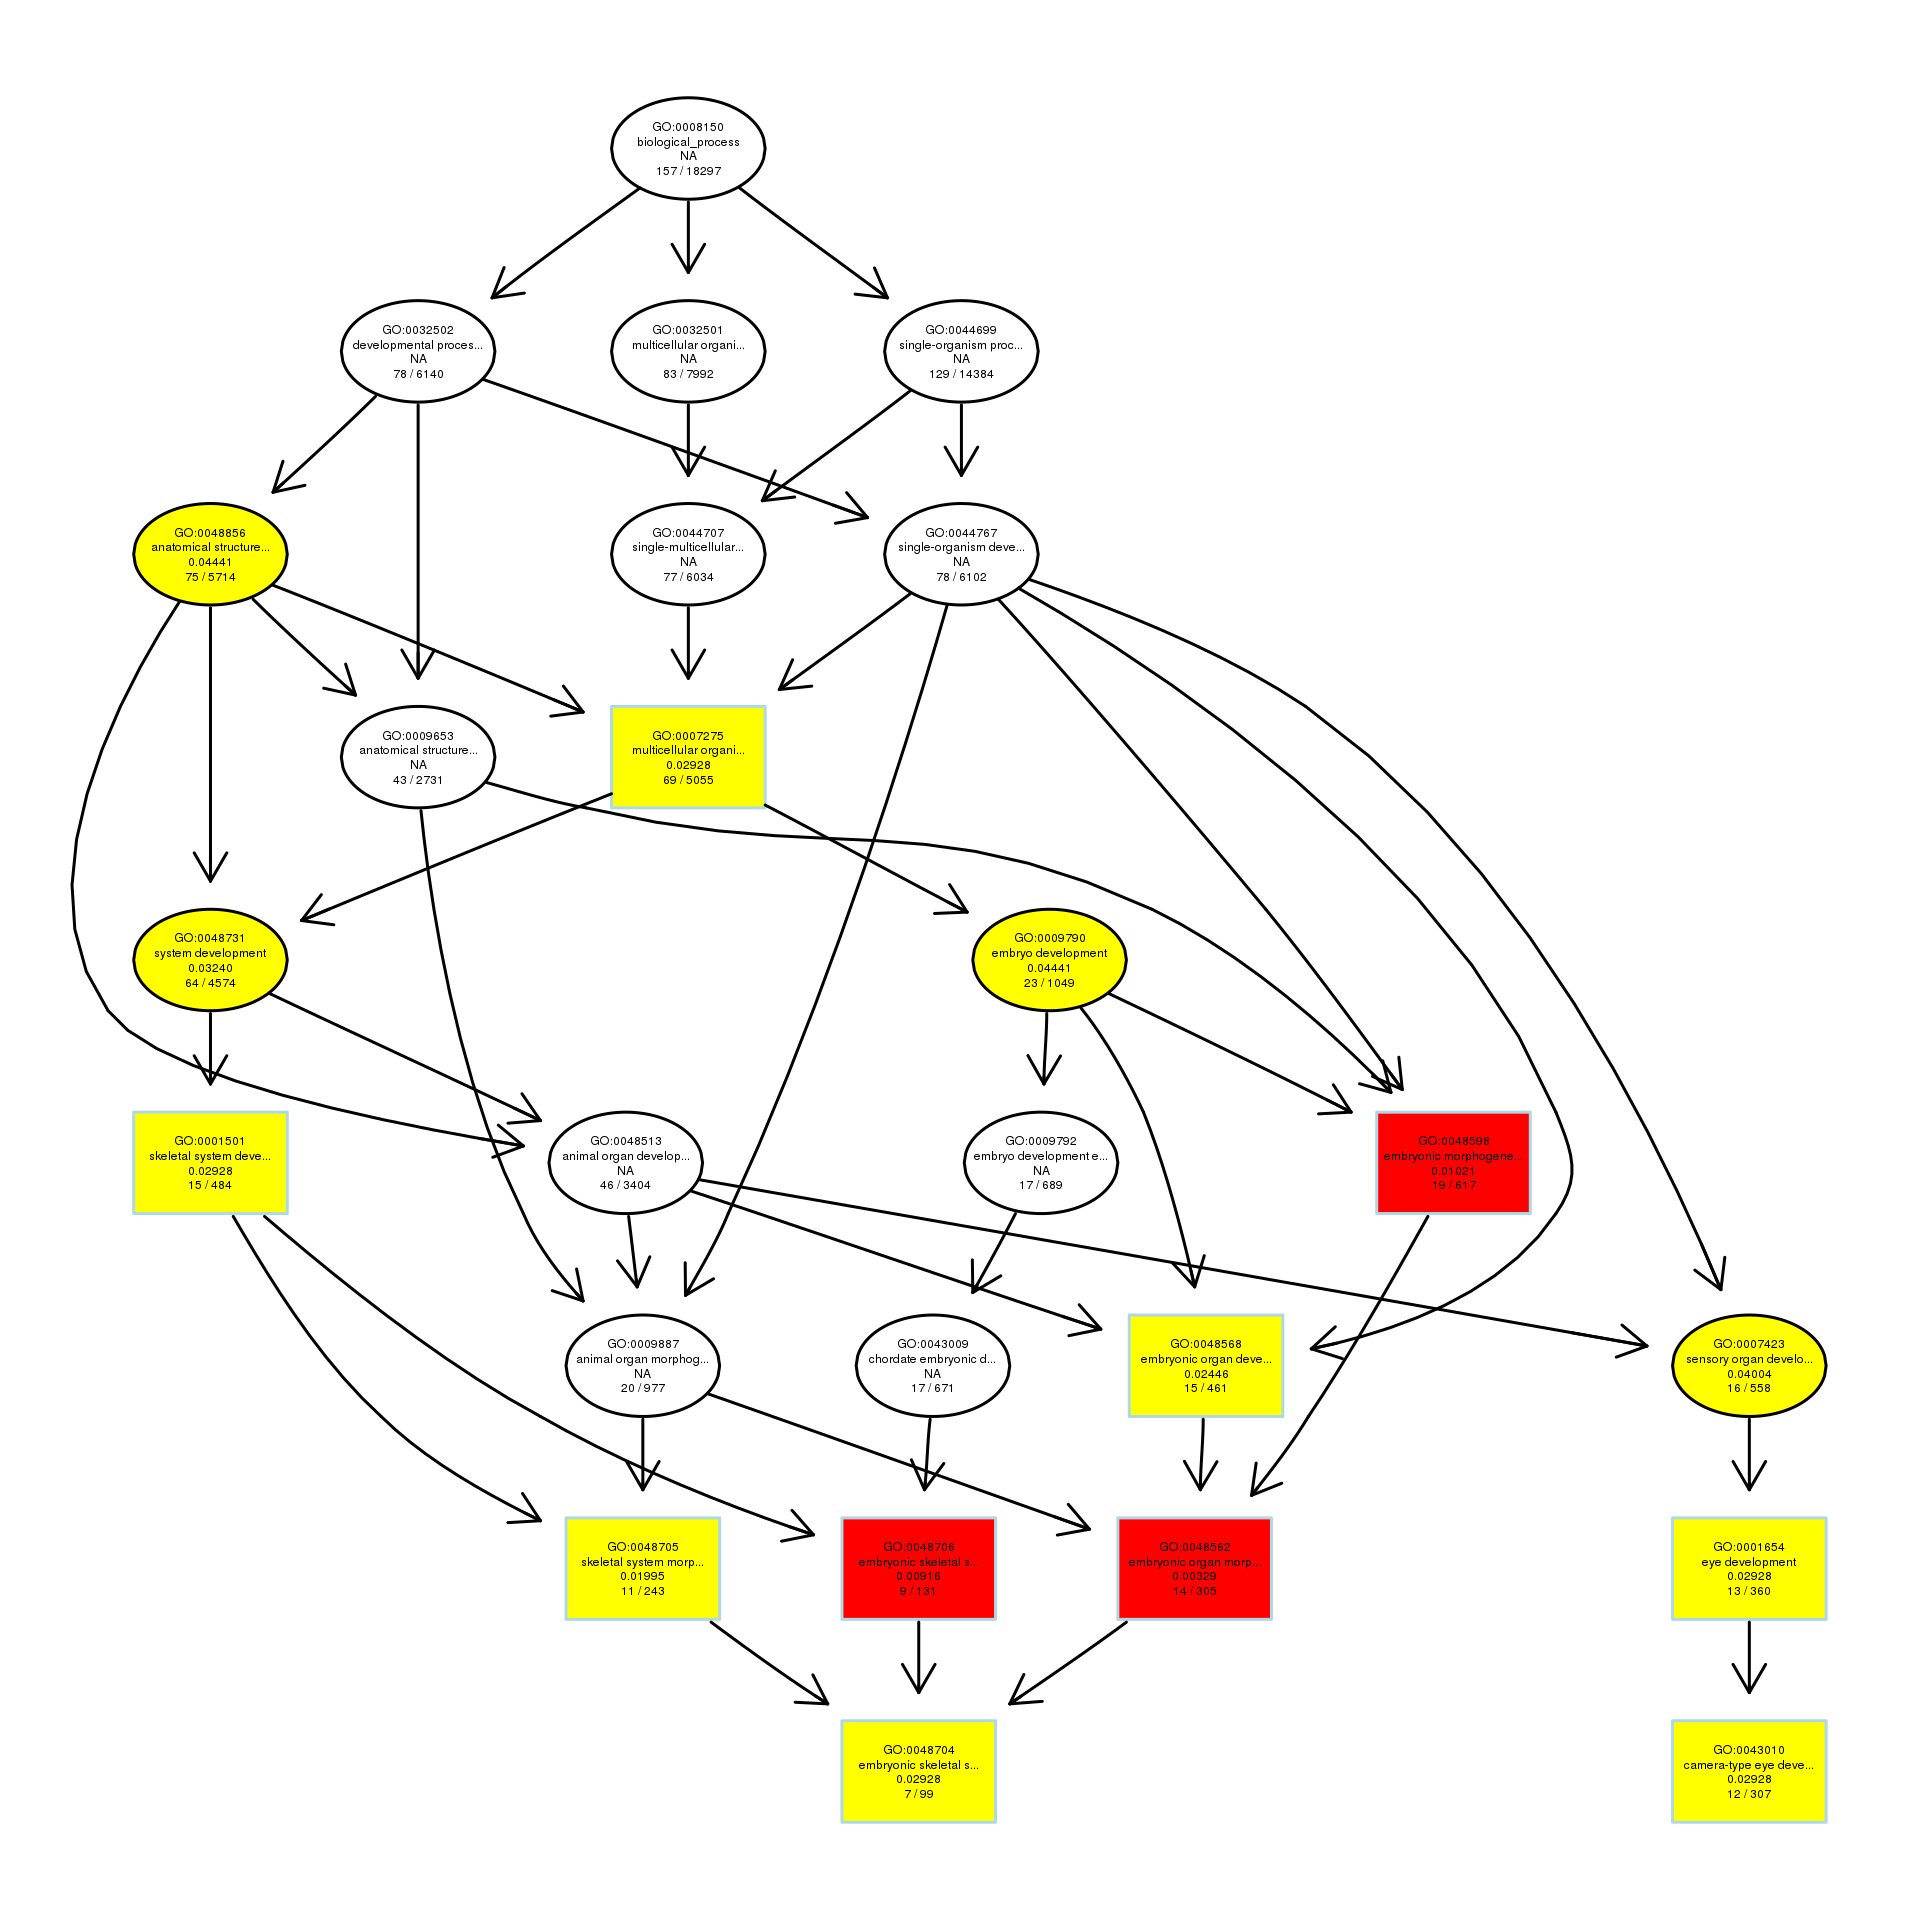 GO:0008150
biological_process
NA
157 / 18297
GO:0032502
developmental proces...
NA
78 / 6140
GO:0032501
multicellular organi...
NA
83 / 7992
GO:0044699
single-organism proc...
NA
129 / 14384
GO:0048856
anatomical structure...
0.04441
75 / 5714
GO:0044707
single-multicellular...
NA
77 / 6034
GO:0044767
single-organism deve...
NA
78 / 6102
GO:0009653
anatomical structure...
NA
43 / 2731
GO:0007275
multicellular organi...
0.02928
69 / 5055
GO:0048731
system development
0.03240
64 / 4574
GO:0009790
embryo development
0.04441
23 / 1049
GO:0001501
skeletal system deve...
0.02928
15 / 484
GO:0048513
animal organ develop...
NA
46 / 3404
GO:0009792
embryo development e...
NA
17 / 689
GO:0048598
embryonic morphogene...
0.01021
19 / 617
GO:0009887
animal organ morphog...
NA
20 / 977
GO:0043009
chordate embryonic d...
NA
17 / 671
GO:0048568
embryonic organ deve...
0.02446
15 / 461
GO:0007423
sensory organ develo...
0.04004
16 / 558
GO:0048705
skeletal system morp...
0.01995
11 / 243
GO:0048706
embryonic skeletal s...
0.00916
9 / 131
GO:0048562
embryonic organ morp...
0.00329
14 / 305
GO:0001654
eye development
0.02928
13 / 360
GO:0048704
embryonic skeletal s...
0.02928
7 / 99
GO:0043010
camera-type eye deve...
0.02928
12 / 307